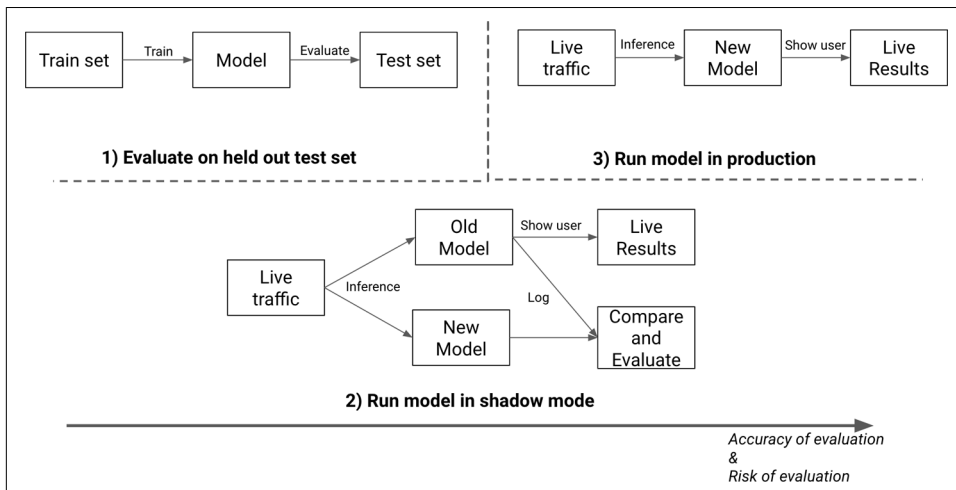 Train set
Train
Model
Evaluate
Test set
1) Evaluate on held out test set
Live
traffic
Inference
New
Model
Show user
Live
Results
3) Run model in production
Live
traffic
Inference
Old
Model
Show user
Live
Results
Log
New
Model
Compare
and
Evaluate
2) Run model in shadow mode
Accuracy of evaluation
&
Risk of evaluation